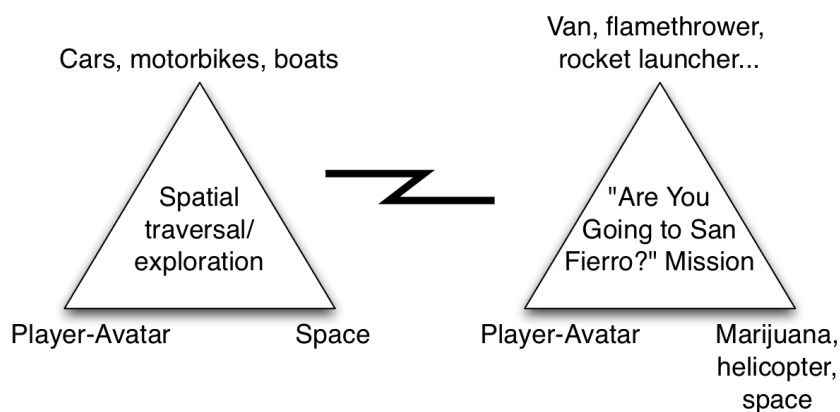 Cars, motorbikes, boats
Spatial
traversal/
exploration
Player-Avatar
Space
Van, flamethrower,
rocket launcher...
"Are You
Going to San
Fierro?" Mission
Player-Avatar
Marijuana,
helicopter,
space